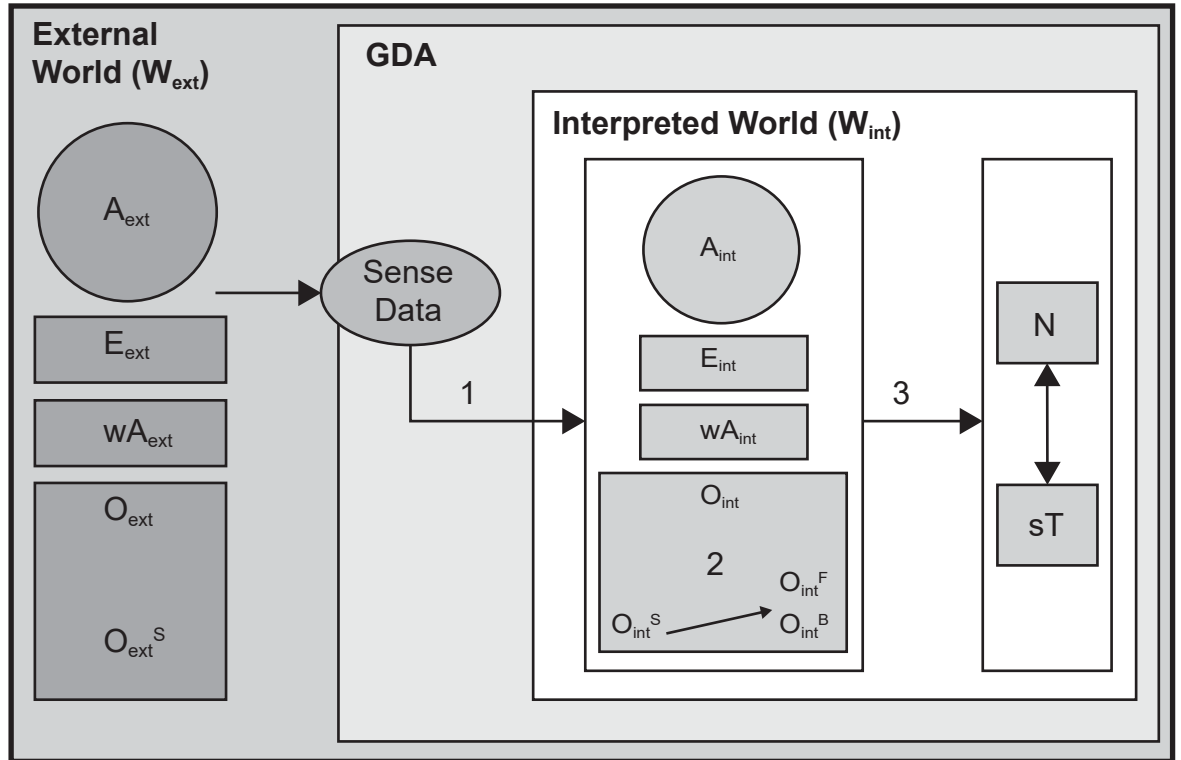 External
World (Wext)
GDA
Interpreted World (Wint)
Aext
Eext
wAext
Oext
OextS
Sense
Data
1
Aint
Eint
wAint
Oint
2
OintF
OintS
OintB
3
N
sT